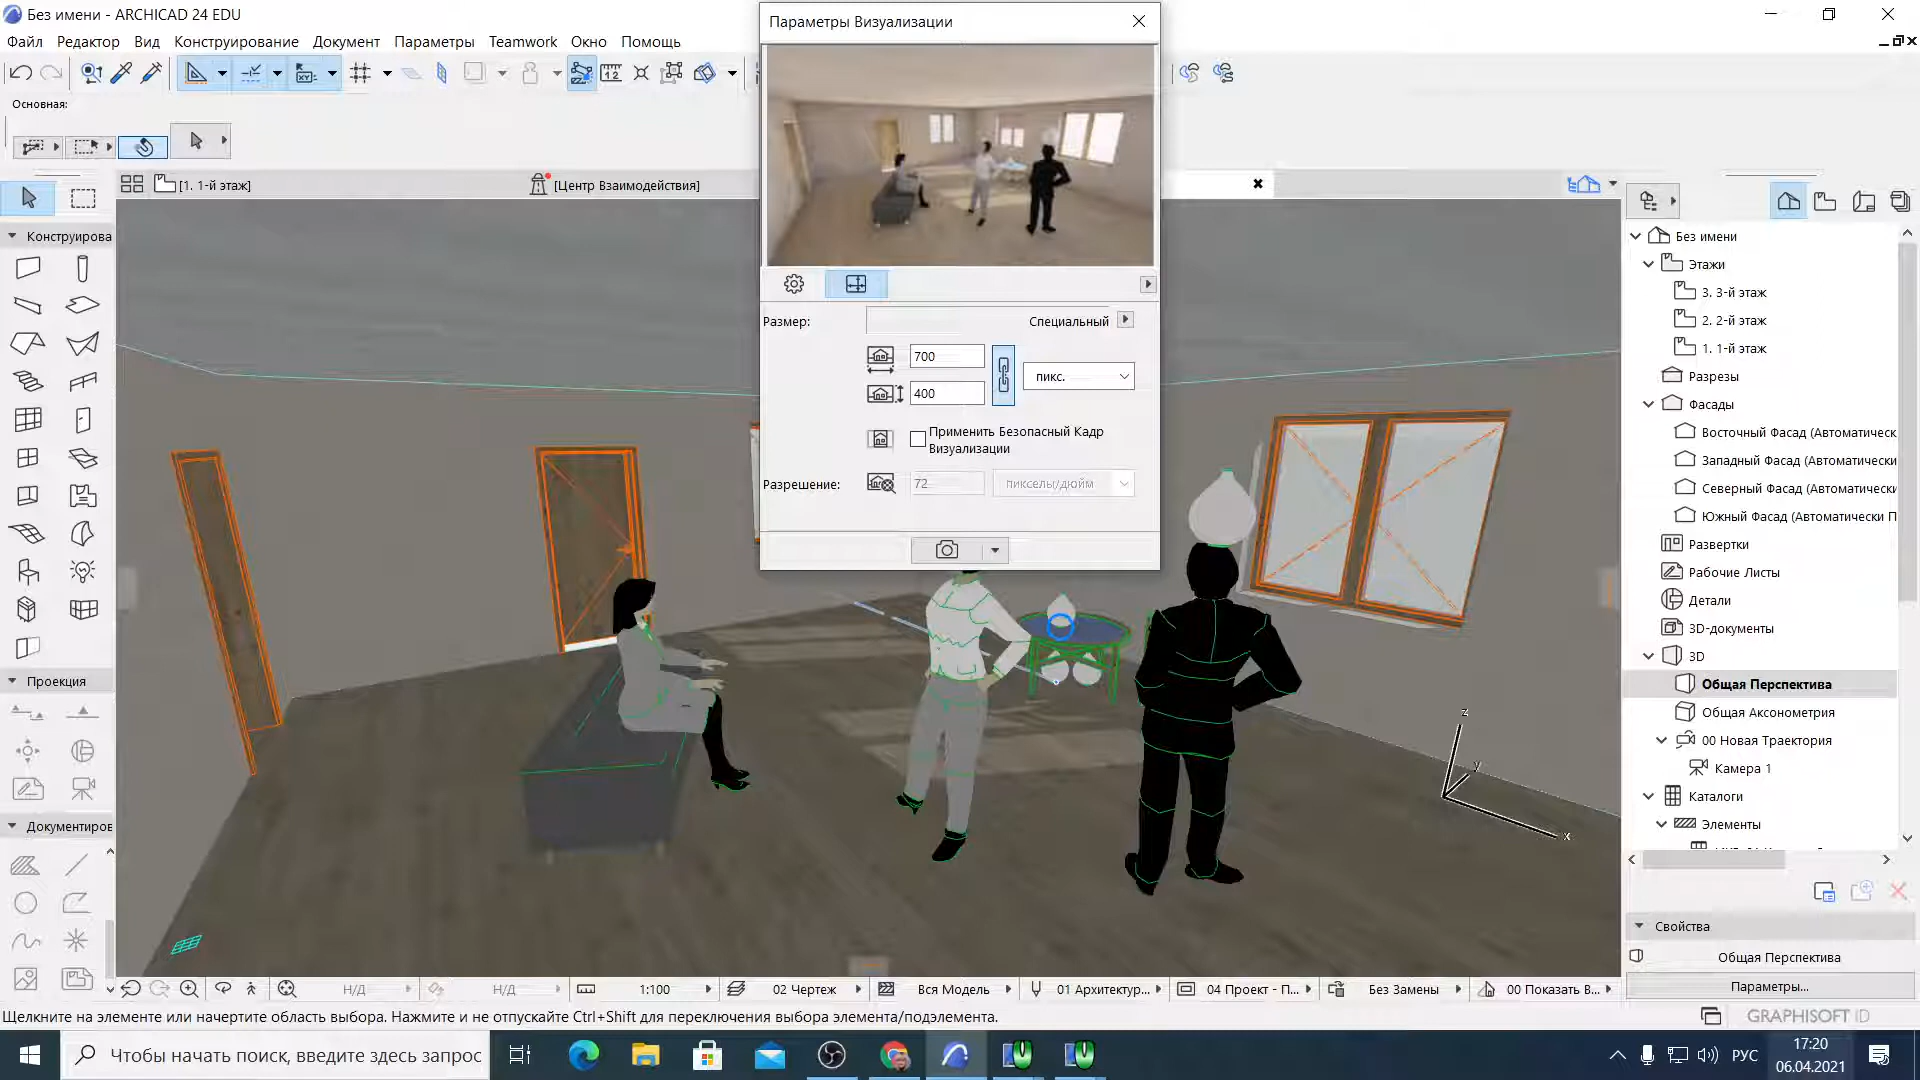 Без имени - ARCHICAD 24 EDU
Файл Редактор Вид Конструирование Документ Параметры Teamwork Окно Помощь
Основная:
[1. 1-й этаж]
[Центр Взаимодействия]
Конструирова
Проекция
Документиров
Параметры Визуализации
Размер:
Специальный
700
400
пикс.
Применить Безопасный Кадр
Визуализации
Разрешение:
72
пиксель/дюйм
z
y
x
Без имени
Этажи
3. 3-й этаж
2. 2-й этаж
1. 1-й этаж
Разрезы
Фасады
Восточный Фасад (Автоматическ
Западный Фасад (Автоматически
Северный Фасад (Автоматическ
Южный Фасад (Автоматически П
Развертки
Рабочие Листы
Детали
3D-документы
3D
Общая Перспектива
Общая Аксонометрия
00 Новая Траектория
Камера 1
Каталоги
Элементы
Свойства
Общая Перспектива
Параметры...
Н/Д
Н/Д
1:100
02 Чертеж
Вся Модель
01 Архитектур...
04 Проект - П...
Без Замены
00 Показать В...
Щелкните на элементе или начертите область выбора. Нажмите и не отпускайте Ctrl+Shift для переключения выбора элемента/подэлемента.
GRAPHISOFT ID
Чтобы начать поиск, введите здесь запрос
РУС
17:20
06.04.2021